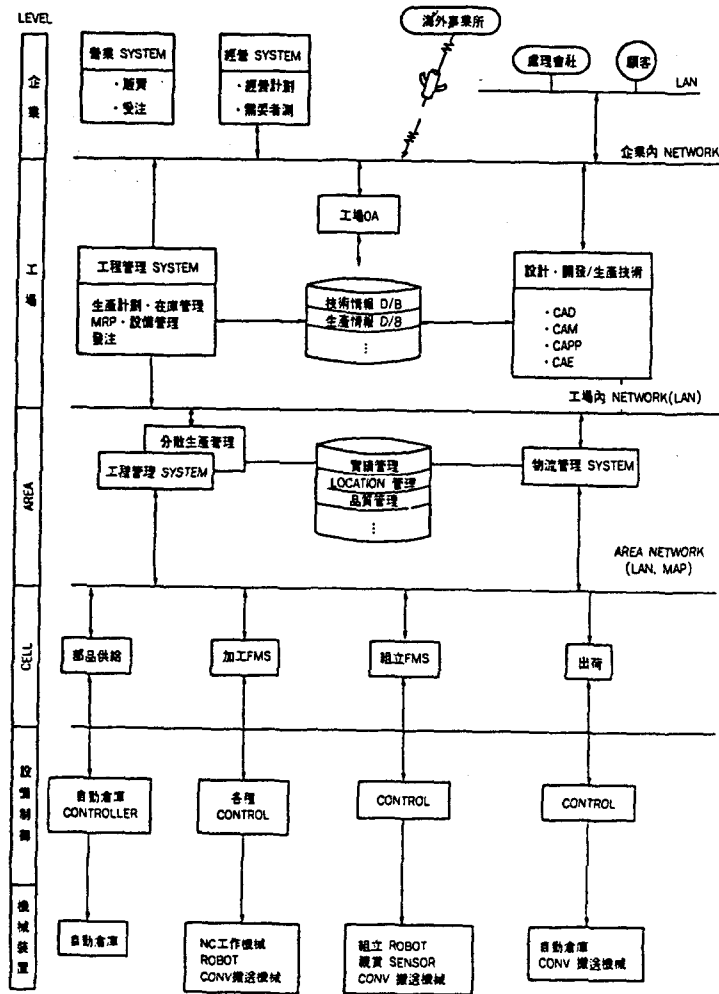 LEVEL
企業
營業 SYSTEM
・販賣
・受注
經營 SYSTEM
・經營計劃
・需要者測
海外事業所
處理會社
顧客
LAN
企業內 NETWORK
工場
工場OA
工程管理 SYSTEM
生產計劃・在庫管理
MRP・設備管理
發注
技術情報 D/B
生產情報 D/B
⋮
設計・開發/生產技術
・CAD
・CAM
・CAPP
・CAE
工場內 NETWORK(LAN)
AREA
分散生產管理
工程管理 SYSTEM
實績管理
LOCATION 管理
品質管理
⋮
物流管理 SYSTEM
AREA NETWORK
(LAN, MAP)
CELL
部品供給
加工FMS
組立FMS
出荷
設備制御
自動倉庫
CONTROLLER
各種
CONTROL
CONTROL
CONTROL
機械裝置
自動倉庫
NC工作機械
ROBOT
CONV搬送機械
組立 ROBOT
SENSOR
CONV 搬送機械
自動倉庫
CONV 搬送機械